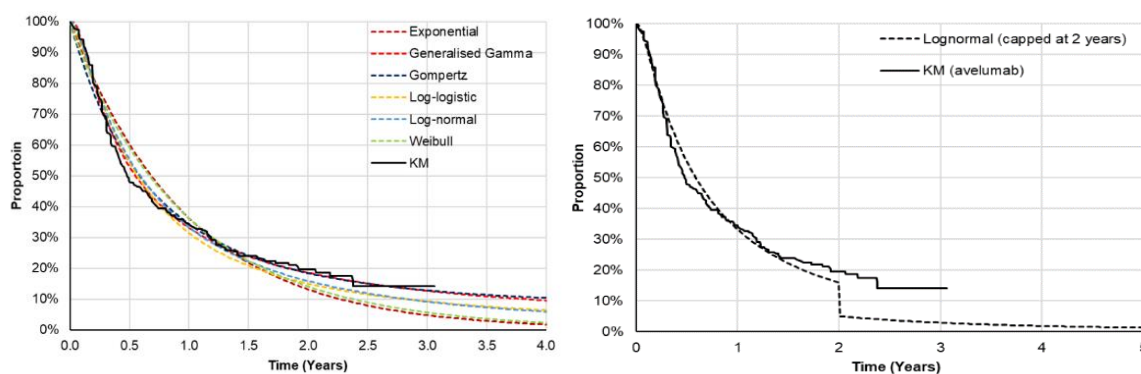 100%
90%
80%
70%
60%
50%
40%
30%
20%
10%
0%
Proportoin
0.0 0.5 1.0 1.5 2.0 2.5 3.0 3.5 4.0
Time (Years)
Exponential
Generalised Gamma
Gompertz
Log-logistic
Log-normal
Weibull
KM
100%
90%
80%
70%
60%
50%
40%
30%
20%
10%
0%
Proportion
0 1 2 3 4 5
Time (Years)
Lognormal (capped at 2 years)
KM (avelumab)